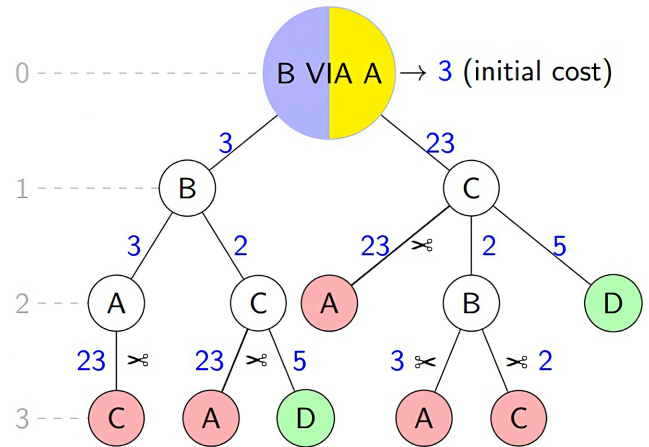 0 B VIA A → 3 (initial cost)
3 23
1 B C
3 2 23 2 5
2 A C A B D
23 23 5 3 2
3 C A D A C